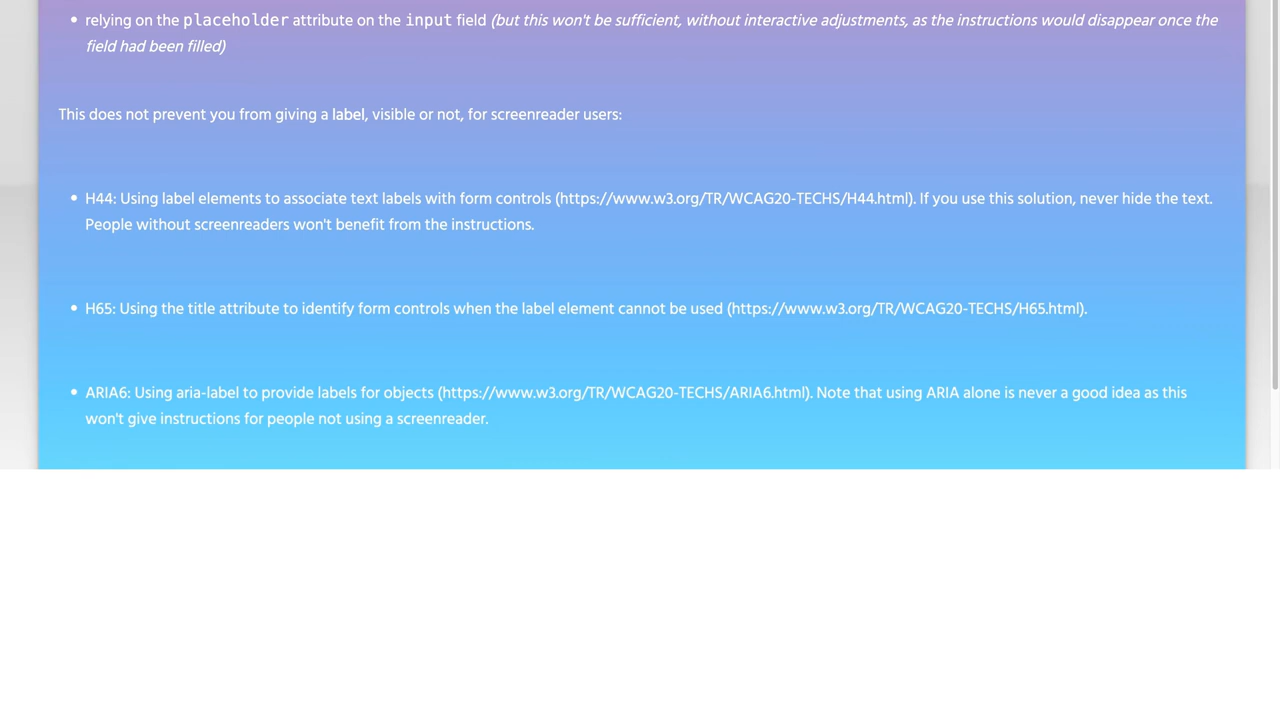 • relying on the placeholder attribute on the input field (but this won't be sufficient, without interactive adjustments, as the instructions would disappear once the
field had been filled)
This does not prevent you from giving a label, visible or not, for screenreader users:
• H44: Using label elements to associate text labels with form controls (https://www.w3.org/TR/WCAG20-TECHS/H44.html). If you use this solution, never hide the text.
People without screenreaders won't benefit from the instructions.
• H65: Using the title attribute to identify form controls when the label element cannot be used (https://www.w3.org/TR/WCAG20-TECHS/H65.html).
• ARIA6: Using aria-label to provide labels for objects (https://www.w3.org/TR/WCAG20-TECHS/ARIA6.html). Note that using ARIA alone is never a good idea as this
won't give instructions for people not using a screenreader.